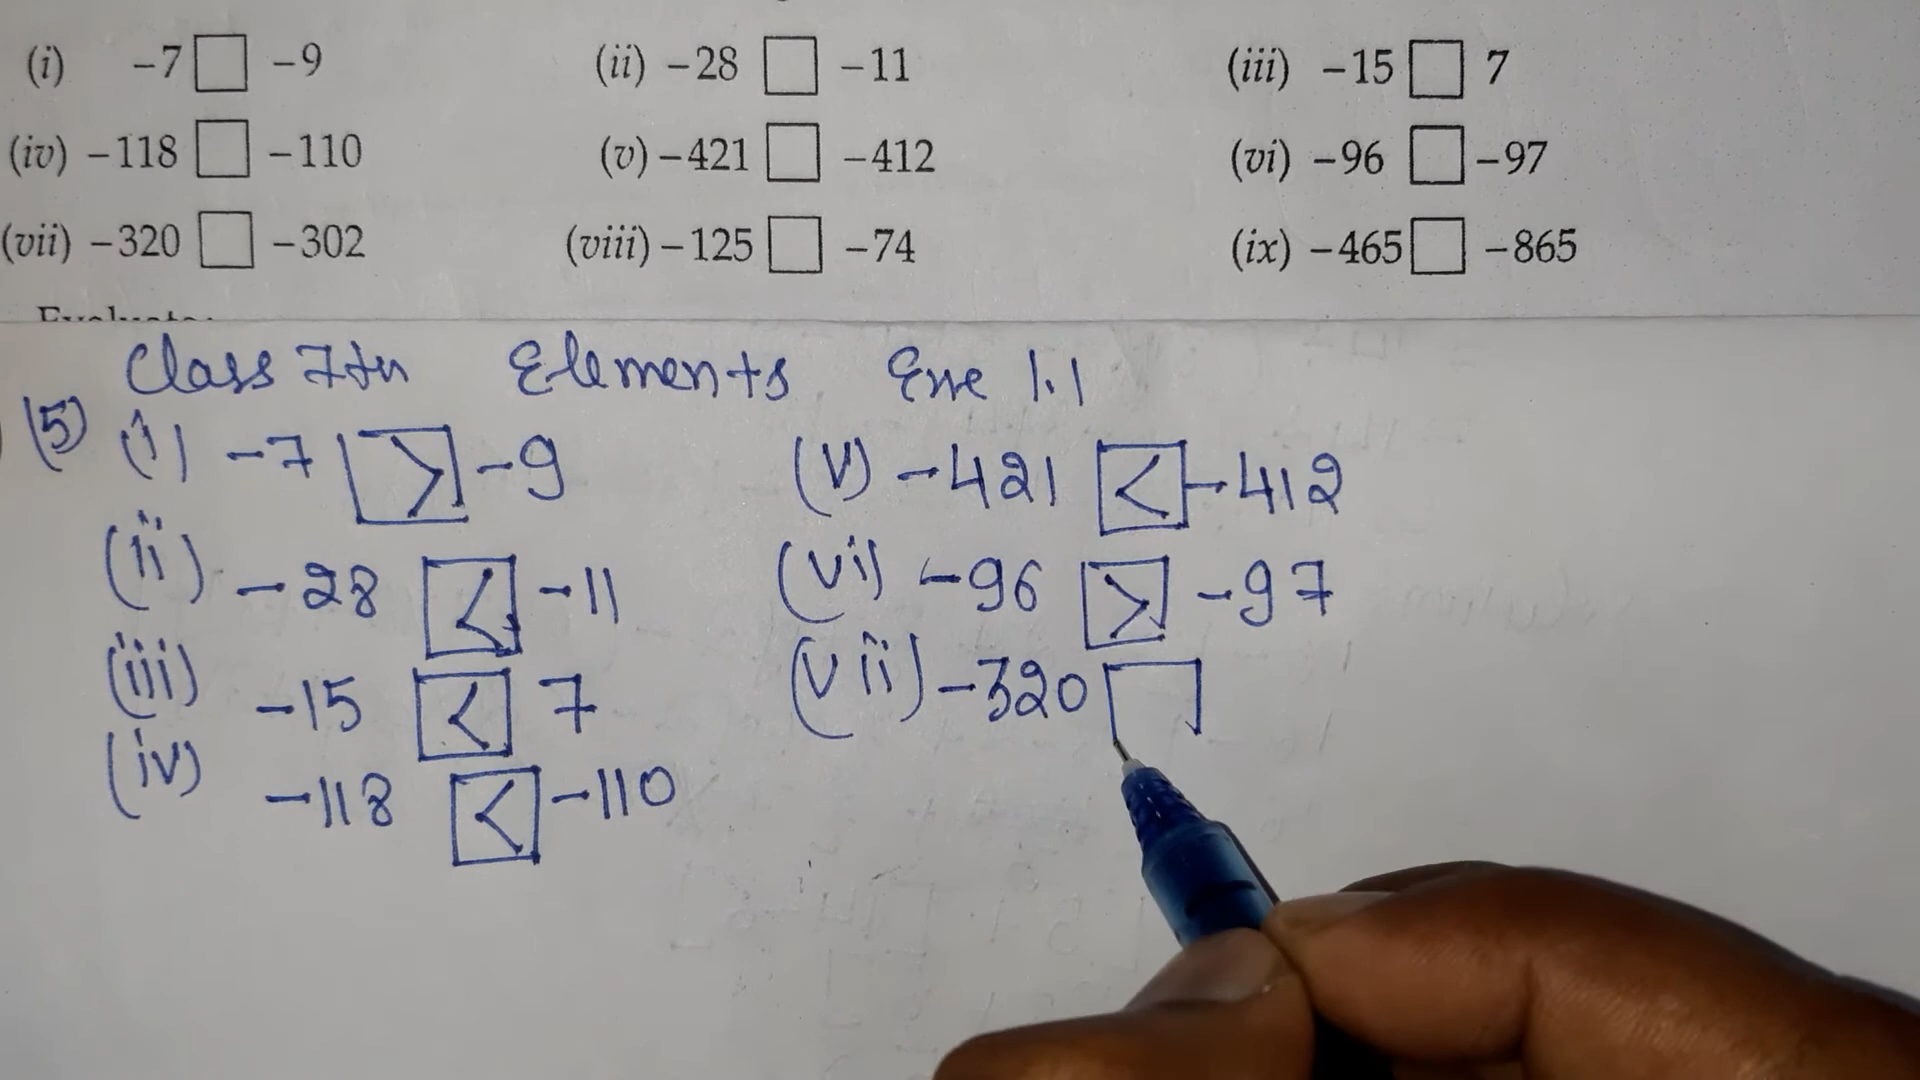 (i) -7 □ -9 (ii) -28 □ -11 (iii) -15 □ 7
(iv) -118 □ -110 (v) -421 □ -412 (vi) -96 □ -97
(vii) -320 □ -302 (viii) -125 □ -74 (ix) -465 □ -865
Class 7th Elements Exe 1.1
(5) (i) -7 > -9
(ii) -28 < -11
(iii) -15 < 7
(iv) -118 < -110
(v) -421 < -412
(vi) -96 > -97
(vii) -320 □